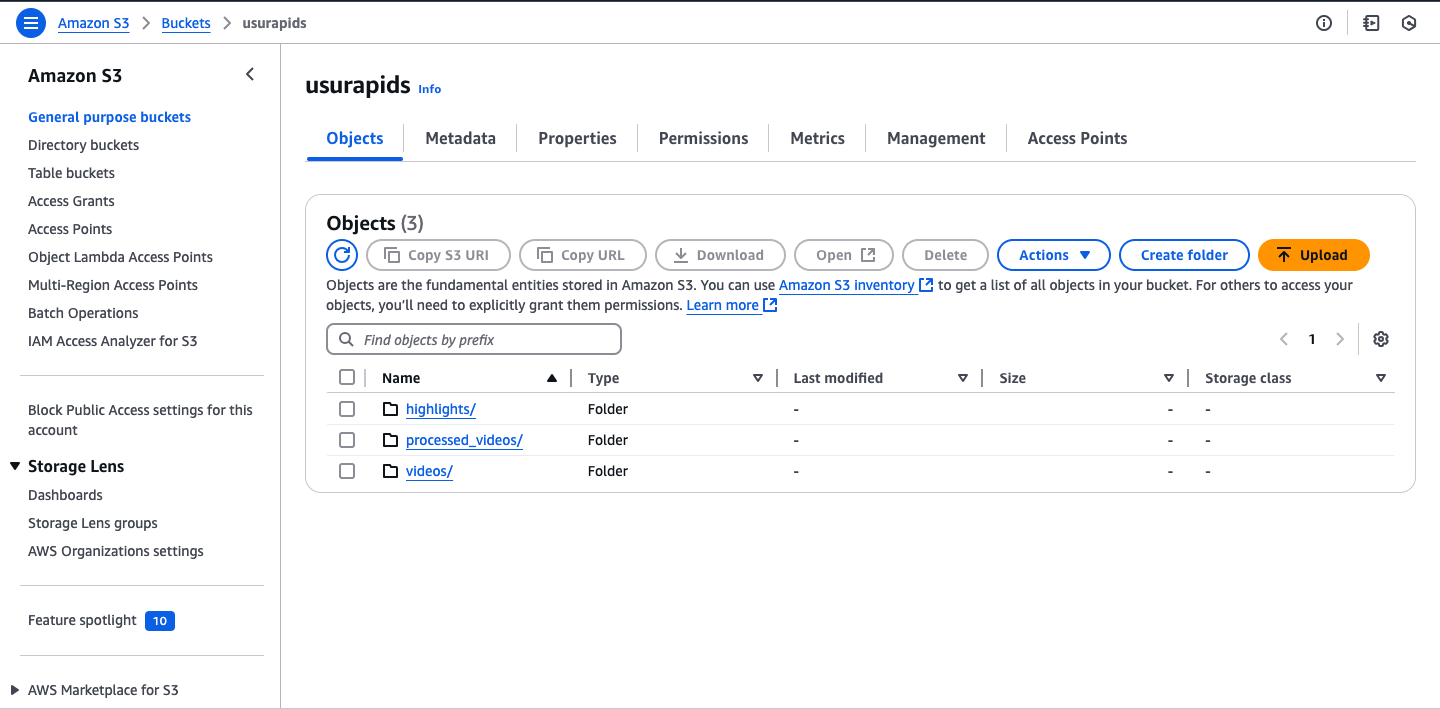 Amazon S3 > Buckets > usurapids
Amazon S3
General purpose buckets
Directory buckets
Table buckets
Access Grants
Access Points
Object Lambda Access Points
Multi-Region Access Points
Batch Operations
IAM Access Analyzer for S3
Block Public Access settings for this
account
Storage Lens
Dashboards
Storage Lens groups
AWS Organizations settings
Feature spotlight 10
AWS Marketplace for S3
usurapids Info
Objects Metadata Properties Permissions Metrics Management Access Points
Objects (3)
Copy S3 URI Copy URL Download Open Delete Actions Create folder Upload
Objects are the fundamental entities stored in Amazon S3. You can use Amazon S3 inventory to get a list of all objects in your bucket. For others to access your
objects, you'll need to explicitly grant them permissions. Learn more
Find objects by prefix
1
Name Type Last modified Size Storage class
highlights/ Folder - - -
processed_videos/ Folder - - -
videos/ Folder - - -